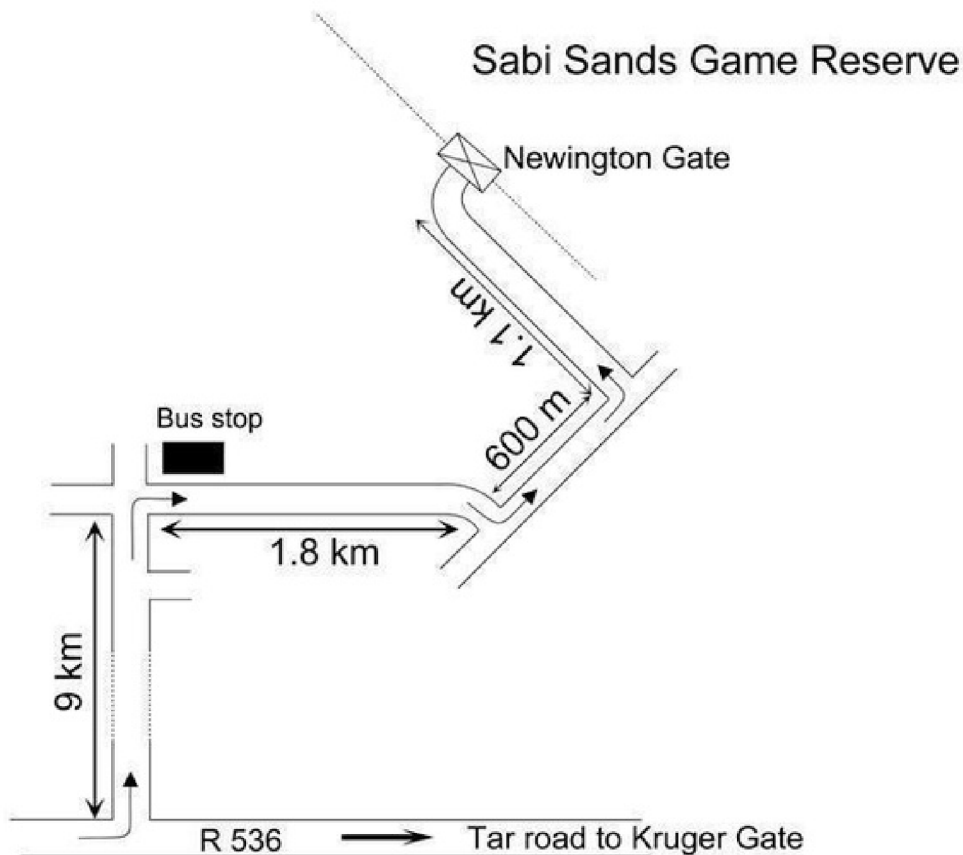 Sabi Sands Game Reserve
Newington Gate
1.1 km
600 m
Bus stop
1.8 km
9 km
R 536
Tar road to Kruger Gate